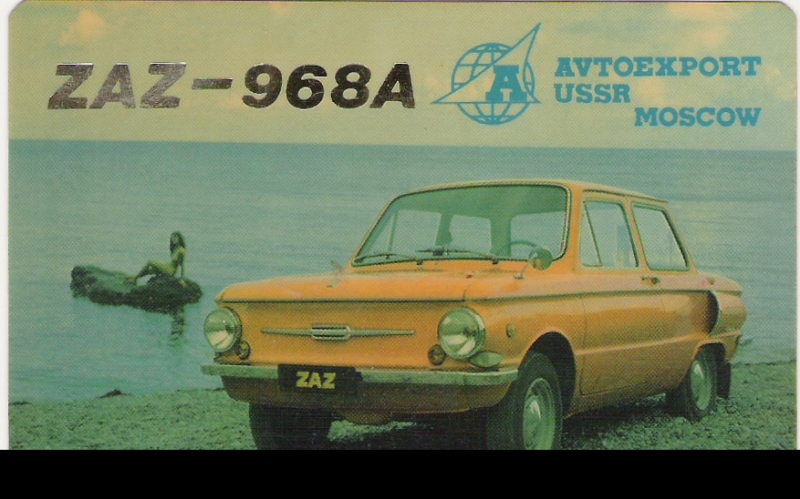 ZAZ-968A
A
AVTOEXPORT
USSR
MOSCOW
ZAZ